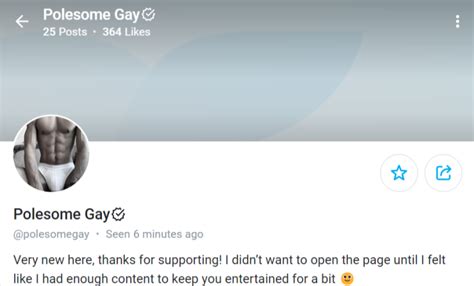 Polesome Gay
25 Posts • 364 Likes
Polesome Gay
@polesomegay • Seen 6 minutes ago
Very new here, thanks for supporting! I didn’t want to open the page until I felt
like I had enough content to keep you entertained for a bit 🙂